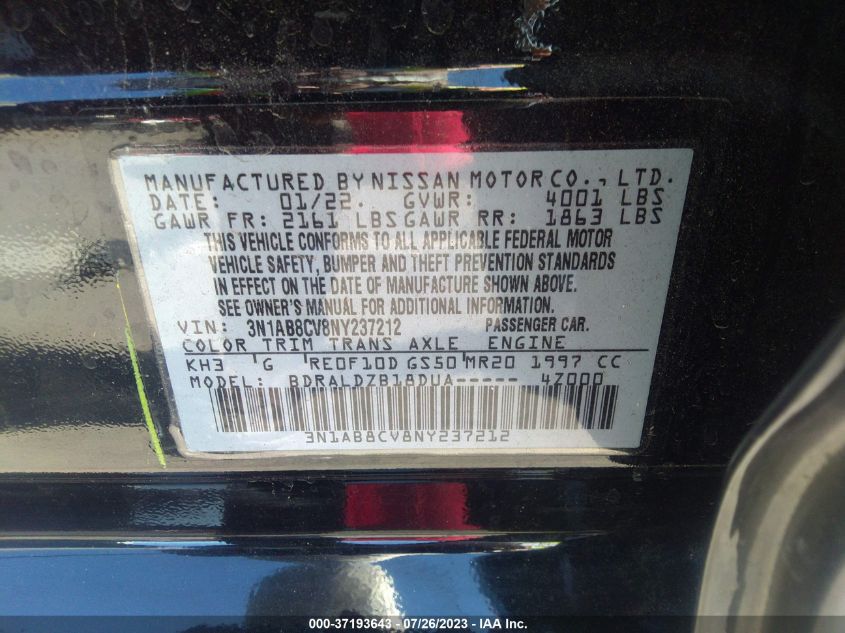 MANUFACTURED BY NISSAN MOTOR CO., LTD.
DATE: 01/22. GVWR: 4001 LBS
GAWR FR: 2161 LBS GAWR RR: 1863 LBS
THIS VEHICLE CONFORMS TO ALL APPLICABLE FEDERAL MOTOR
VEHICLE SAFETY, BUMPER AND THEFT PREVENTION STANDARDS
IN EFFECT ON THE DATE OF MANUFACTURE SHOWN ABOVE.
SEE OWNER'S MANUAL FOR ADDITIONAL INFORMATION.
VIN: 3N1AB8CV8NY237212 PASSENGER CAR.
COLOR TRIM TRANS AXLE ENGINE
KH3 G RE0F10D GS50 MR20 1997 CC
MODEL: BDRALDZB18DUA----- 4Z000
3N1AB8CV8NY237212
000-37193643 - 07/26/2023 - IAA Inc.